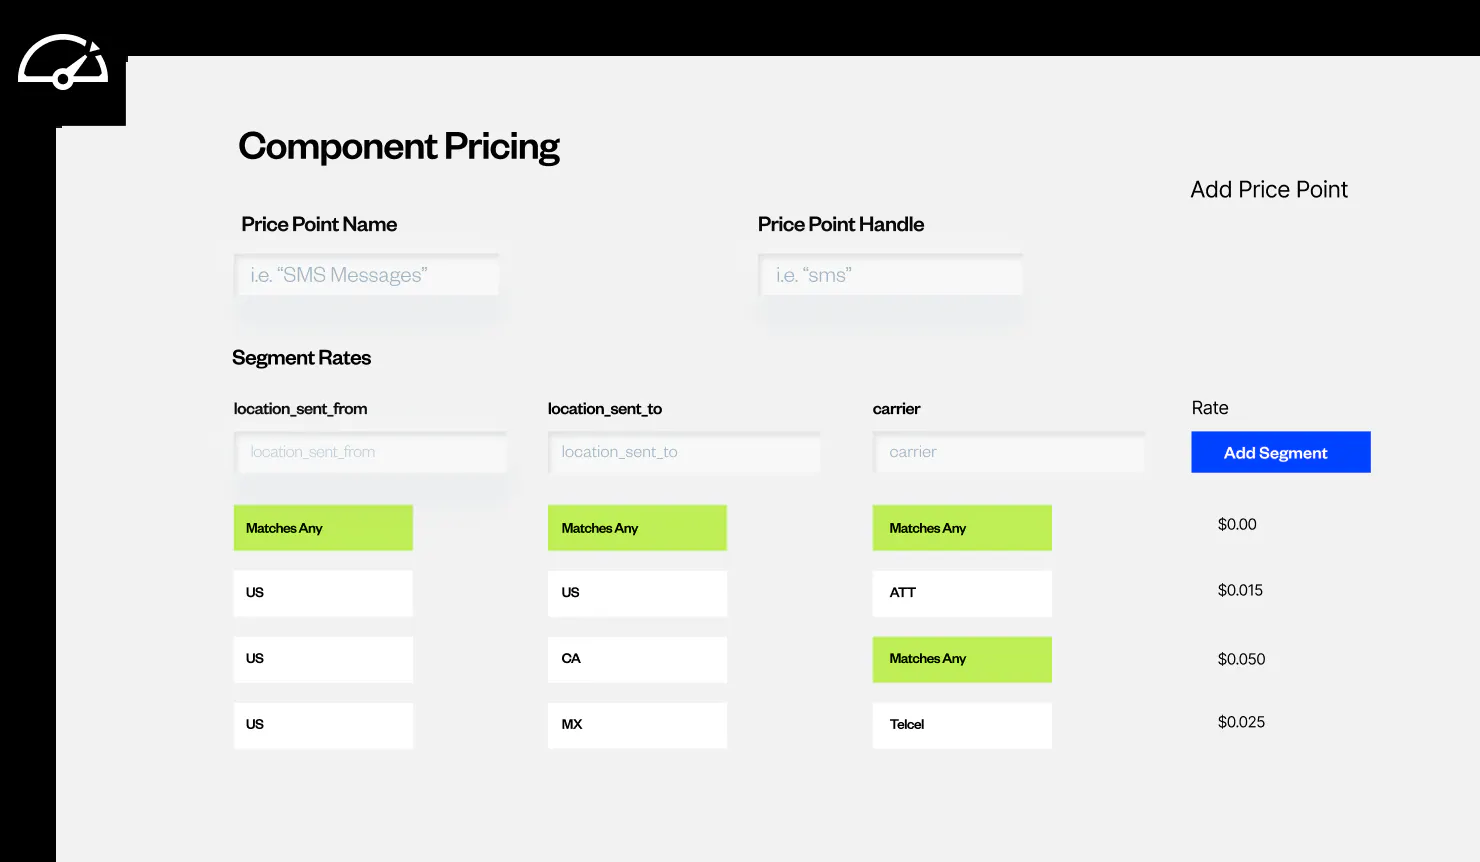 Component Pricing
Add Price Point
Price Point Name
Price Point Handle
i.e. “SMS Messages”
i.e. “sms”
Segment Rates
location_sent_from
location_sent_to
carrier
Rate
location_sent_from
location_sent_to
carrier
Add Segment
Matches Any
Matches Any
Matches Any
$0.00
US
US
ATT
$0.015
US
CA
Matches Any
$0.050
US
MX
Telcel
$0.025